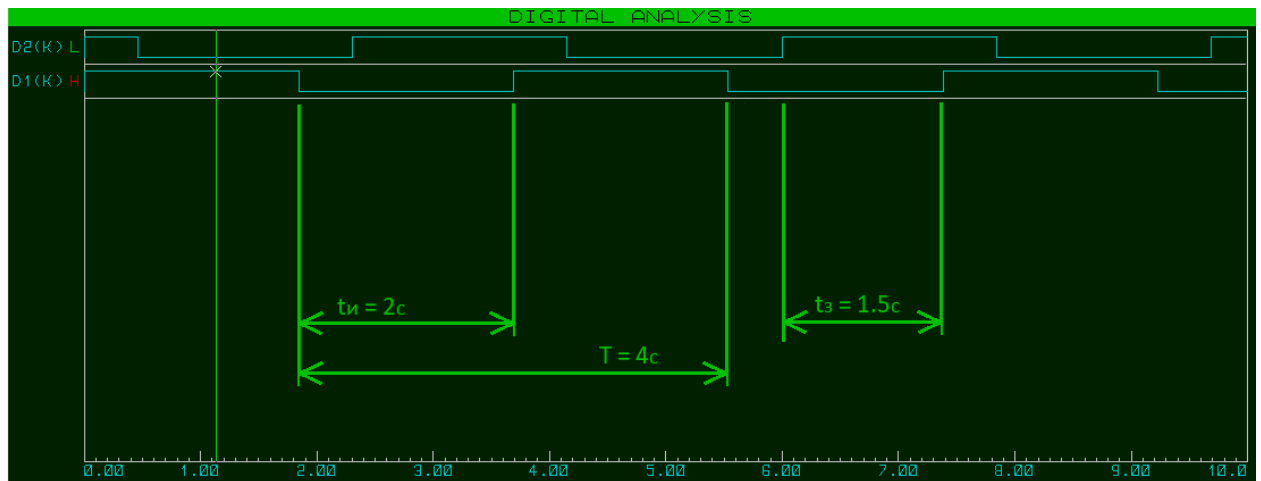 DIGITAL ANALYSIS
D2(K) L
D1(K) H
tи = 2с
tз = 1.5с
T = 4с
0.00 1.00 2.00 3.00 4.00 5.00 6.00 7.00 8.00 9.00 10.0